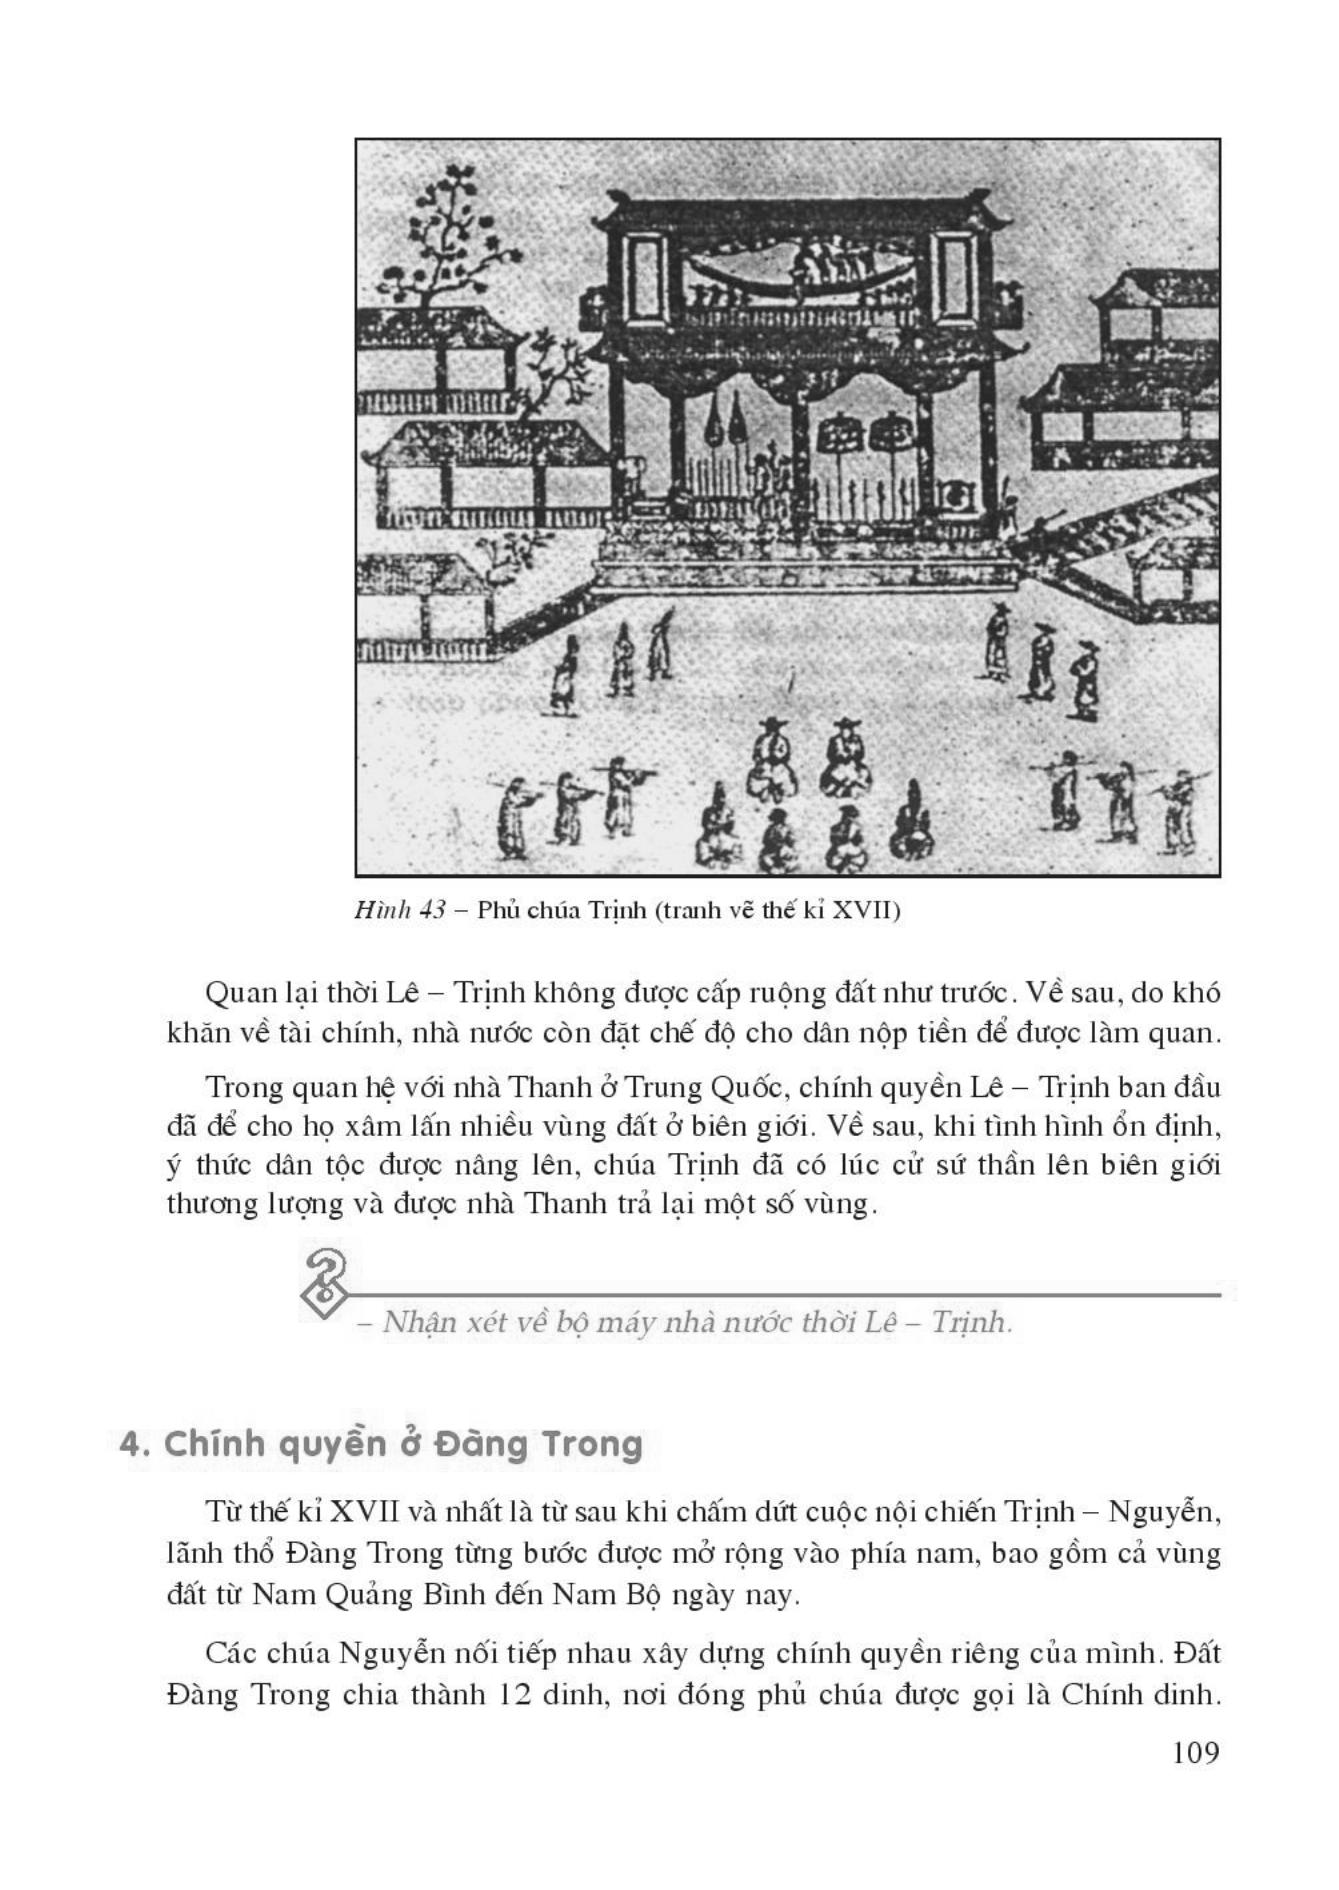 Hình 43 – Phủ chúa Trịnh (tranh vẽ thế kỉ XVII)
Quan lại thời Lê – Trịnh không được cấp ruộng đất như trước. Về sau, do khó
khăn về tài chính, nhà nước còn đặt chế độ cho dân nộp tiền để được làm quan.
Trong quan hệ với nhà Thanh ở Trung Quốc, chính quyền Lê – Trịnh ban đầu
đã để cho họ xâm lấn nhiều vùng đất ở biên giới. Về sau, khi tình hình ổn định,
ý thức dân tộc được nâng lên, chúa Trịnh đã có lúc cử sứ thần lên biên giới
thương lượng và được nhà Thanh trả lại một số vùng.
?
– Nhận xét về bộ máy nhà nước thời Lê – Trịnh.
4. Chính quyền ở Đàng Trong
Từ thế kỉ XVII và nhất là từ sau khi chấm dứt cuộc nội chiến Trịnh – Nguyễn,
lãnh thổ Đàng Trong từng bước được mở rộng vào phía nam, bao gồm cả vùng
đất từ Nam Quảng Bình đến Nam Bộ ngày nay.
Các chúa Nguyễn nối tiếp nhau xây dựng chính quyền riêng của mình. Đất
Đàng Trong chia thành 12 dinh, nơi đóng phủ chúa được gọi là Chính dinh.
109